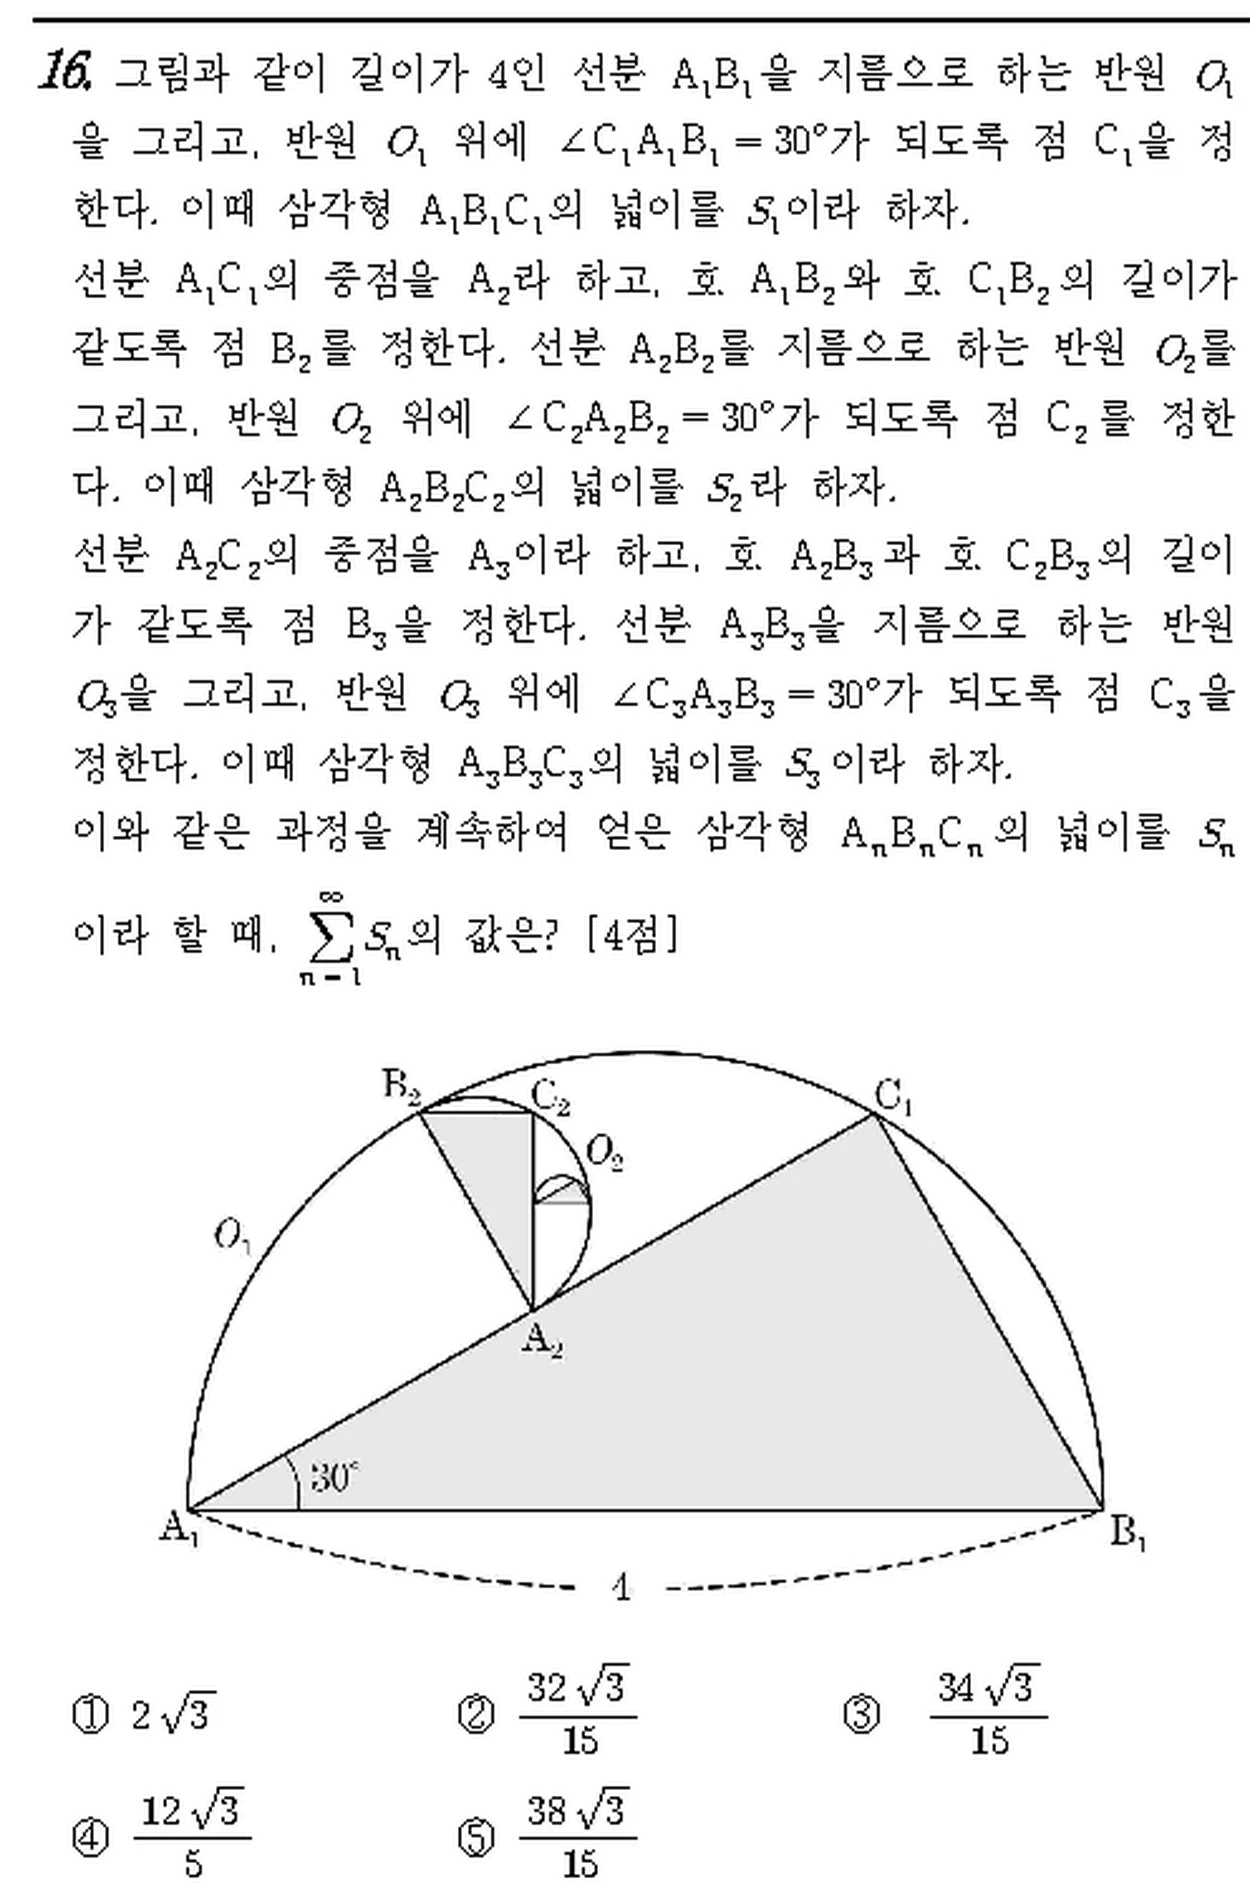 16. 그림과 같이 길이가 4인 선분 A₁B₁을 지름으로 하는 반원 O₁
을 그리고, 반원 O₁ 위에 ∠C₁A₁B₁ = 30°가 되도록 점 C₁을 정
한다. 이때 삼각형 A₁B₁C₁의 넓이를 S₁이라 하자.
선분 A₁C₁의 중점을 A₂라 하고, 호 A₁B₂와 호 C₁B₂의 길이가
같도록 점 B₂를 정한다. 선분 A₂B₂를 지름으로 하는 반원 O₂를
그리고, 반원 O₂ 위에 ∠C₂A₂B₂ = 30°가 되도록 점 C₂를 정한
다. 이때 삼각형 A₂B₂C₂의 넓이를 S₂라 하자.
선분 A₂C₂의 중점을 A₃이라 하고, 호 A₂B₃과 호 C₂B₃의 길이
가 같도록 점 B₃을 정한다. 선분 A₃B₃을 지름으로 하는 반원
O₃을 그리고, 반원 O₃ 위에 ∠C₃A₃B₃ = 30°가 되도록 점 C₃을
정한다. 이때 삼각형 A₃B₃C₃의 넓이를 S₃이라 하자.
이와 같은 과정을 계속하여 얻은 삼각형 AₙBₙCₙ의 넓이를 Sₙ
이라 할 때, ∑_{n=1}^{∞} Sₙ의 값은? [4점]
B₂ C₂ C₁
O₂
O₁
A₂
30°
A₁ B₁
4
① 2√3 ② 32√3/15 ③ 34√3/15
④ 12√3/5 ⑤ 38√3/15